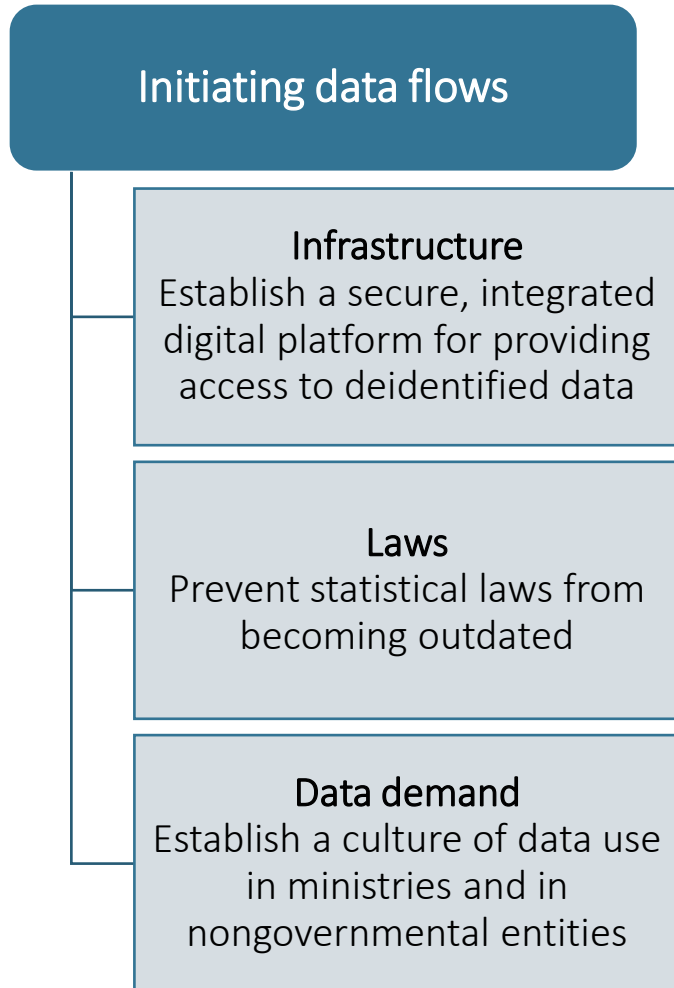 Initiating data flows
Infrastructure
Establish a secure, integrated
digital platform for providing
access to deidentified data
Laws
Prevent statistical laws from
becoming outdated
Data demand
Establish a culture of data use
in ministries and in
nongovernmental entities